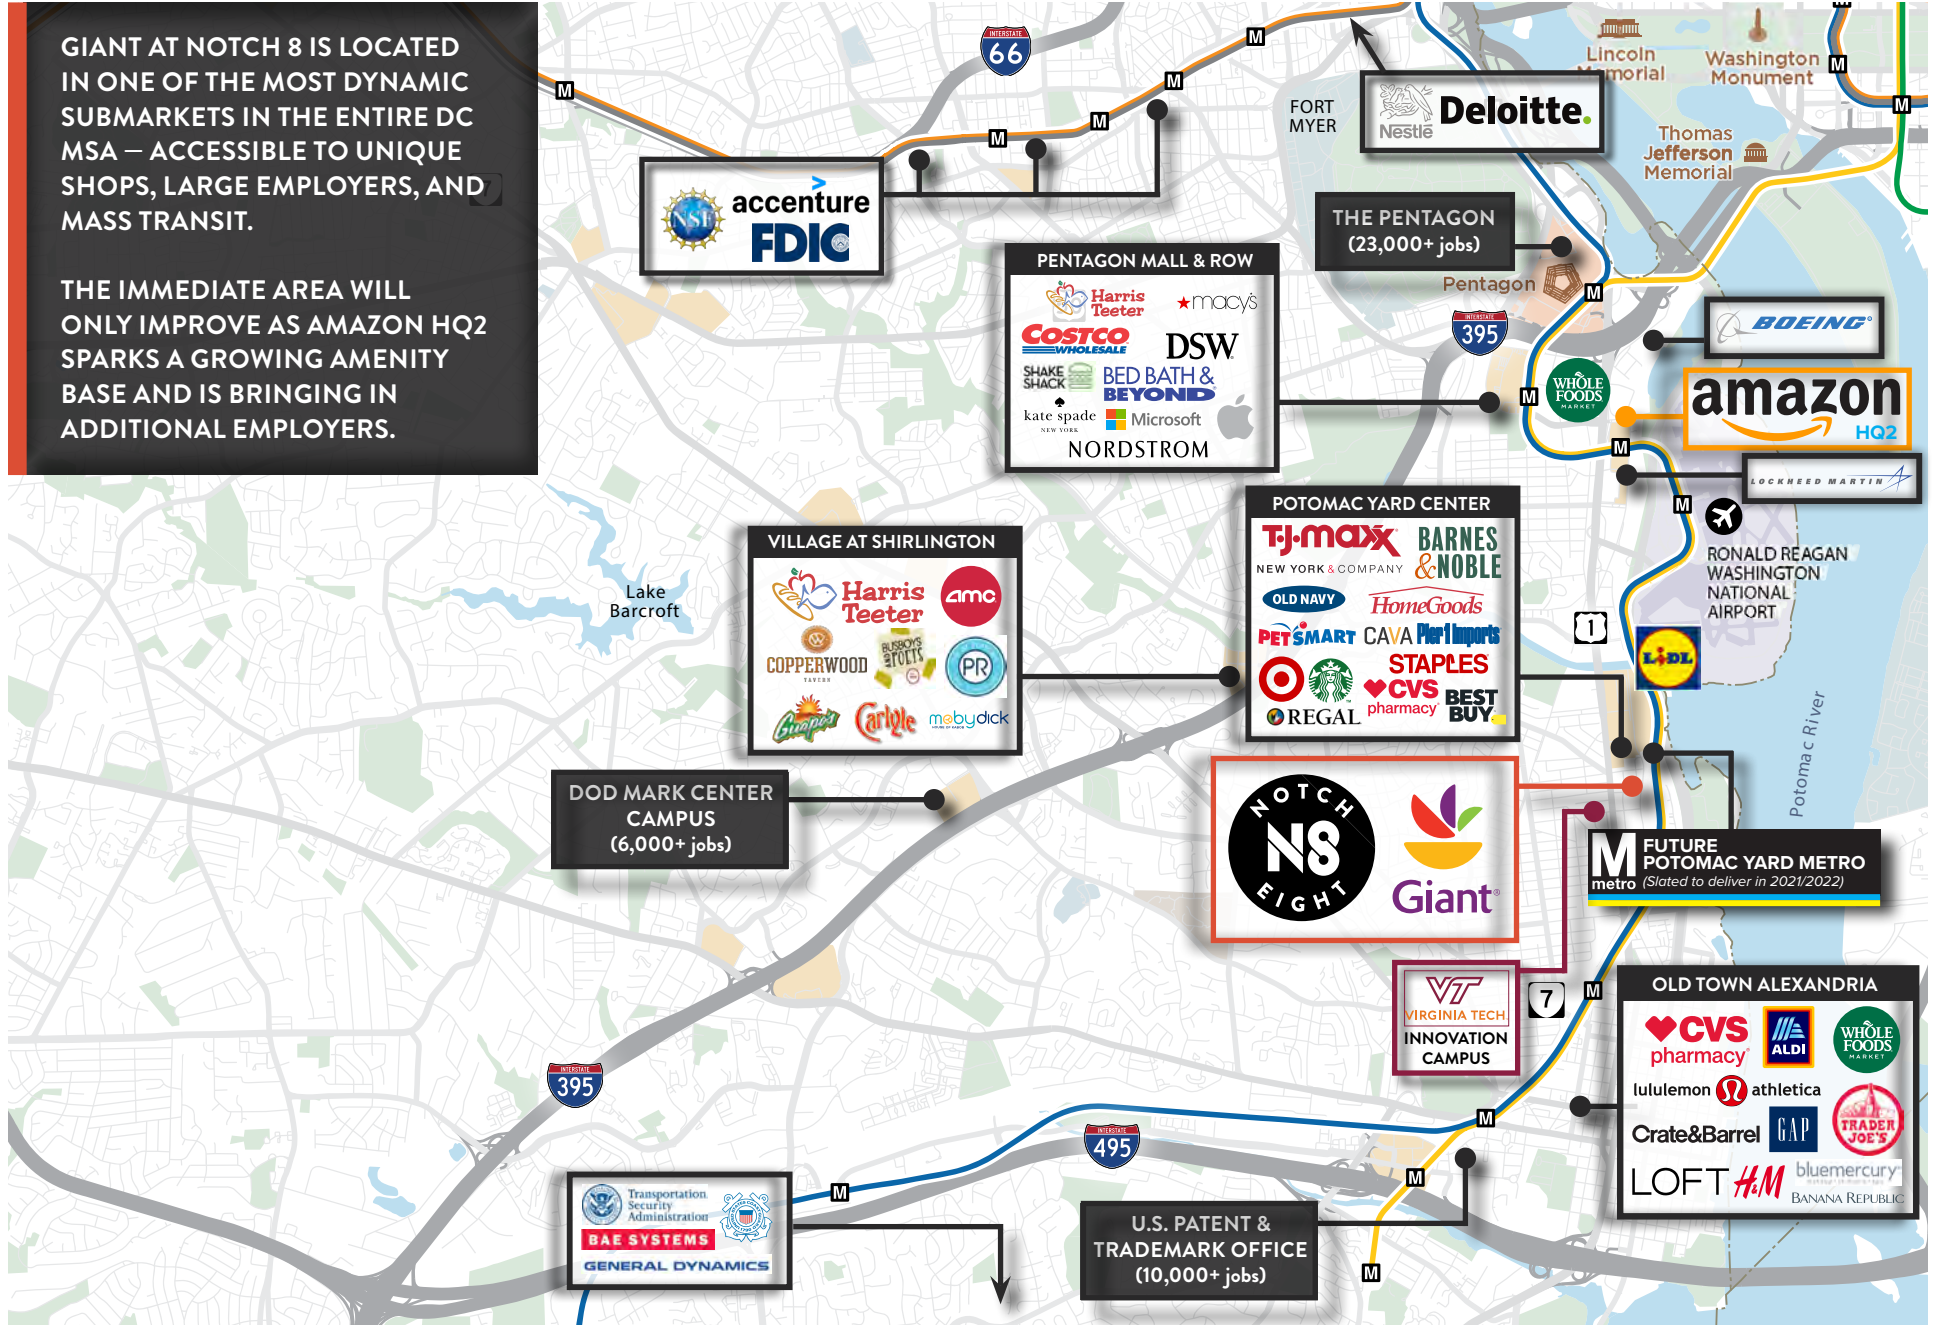 GIANT AT NOTCH 8 IS LOCATED
IN ONE OF THE MOST DYNAMIC
SUBMARKETS IN THE ENTIRE DC
MSA – ACCESSIBLE TO UNIQUE
SHOPS, LARGE EMPLOYERS, AND
MASS TRANSIT.
THE IMMEDIATE AREA WILL
ONLY IMPROVE AS AMAZON HQ2
SPARKS A GROWING AMENITY
BASE AND IS BRINGING IN
ADDITIONAL EMPLOYERS.
7
INTERSTATE
66
M
M
M
M
M
M
M
M
Lincoln
Memorial
Washington
Monument
FORT
MYER
Nestlé
Deloitte.
Thomas
Jefferson
Memorial
NSF
accenture
FDIC
THE PENTAGON
(23,000+ jobs)
Pentagon
M
INTERSTATE
395
PENTAGON MALL & ROW
Harris
Teeter
macy's
COSTCO
WHOLESALE
DSW
SHAKE
SHACK
BED BATH &
BEYOND
kate spade
NEW YORK
Microsoft
NORDSTROM
BOEING
M
WHOLE
FOODS
MARKET
amazon
HQ2
M
LOCKHEED MARTIN
M
RONALD REAGAN
WASHINGTON
NATIONAL
AIRPORT
Lake
Barcroft
VILLAGE AT SHIRLINGTON
Harris
Teeter
amc
COPPERWOOD
TAVERN
BUSBOYS
AND
POETS
PR
Guapo's
Carlyle
mobydick
HOUSE OF KABOB
POTOMAC YARD CENTER
T•J•maxx
BARNES
&NOBLE
NEW YORK & COMPANY
OLD NAVY
HomeGoods
PETSMART
CAVA
Pier 1 Imports
STAPLES
CVS
pharmacy
BEST
BUY
REGAL
1
LIDL
Potomac River
DOD MARK CENTER
CAMPUS
(6,000+ jobs)
NOTCH
N8
EIGHT
Giant
M
metro
FUTURE
POTOMAC YARD METRO
(Slated to deliver in 2021/2022)
VT
VIRGINIA TECH
INNOVATION
CAMPUS
7
M
OLD TOWN ALEXANDRIA
CVS
pharmacy
ALDI
WHOLE
FOODS
MARKET
lululemon athletica
Crate&Barrel
GAP
TRADER
JOE'S
LOFT
H&M
bluemercury
BANANA REPUBLIC
INTERSTATE
395
INTERSTATE
495
M
M
M
M
Transportation
Security
Administration
BAE SYSTEMS
GENERAL DYNAMICS
U.S. PATENT &
TRADEMARK OFFICE
(10,000+ jobs)